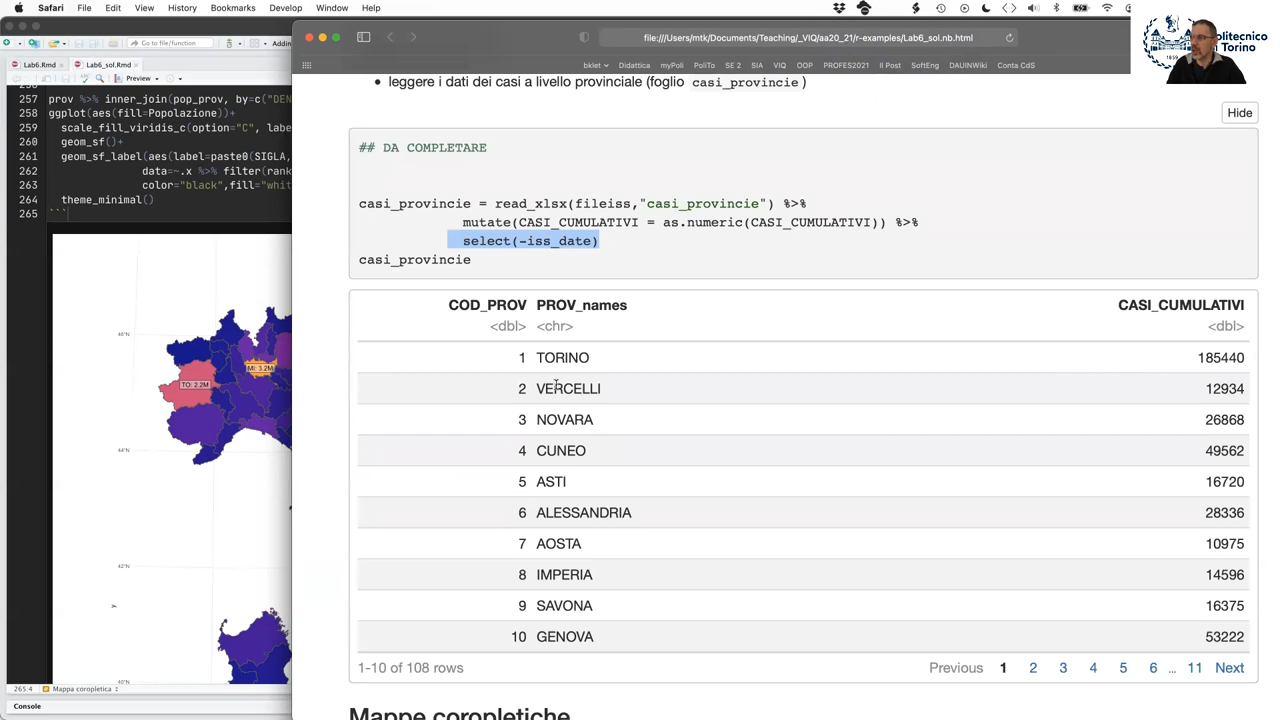 Safari File Edit View History Bookmarks Develop Window Help
Go to file/function
Lab6.Rmd
Lab6_sol.Rmd
Preview
257 prov %>% inner_join(pop_prov, by=c("DEN
258 ggplot(aes(fill=Popolazione))+
259 scale_fill_viridis_c(option="C", labe
260 geom_sf()+
261 geom_sf_label(aes(label=paste0(SIGLA,
262 data=~.x %>% filter(rank
263 color="black",fill="whit
264 theme_minimal()
265 ```
46°N
44°N
42°N
40°N
y
TO: 2.2M
MI: 3.2M
265:4 Mappa coropletica
Console
file:///Users/mtk/Documents/Teaching/_VIQ/aa20_21/r-examples/Lab6_sol.nb.html
bklet Didattica myPoli PoliTo SE 2 SIA VIQ OOP PROFES2021 Il Post SoftEng DAUINWiki Conta CdS
Politecnico
di Torino
1859
• leggere i dati dei casi a livello provinciale (foglio casi_provincie )
Hide
## DA COMPLETARE
casi_provincie = read_xlsx(fileiss,"casi_provincie") %>%
mutate(CASI_CUMULATIVI = as.numeric(CASI_CUMULATIVI)) %>%
select(-iss_date)
casi_provincie
COD_PROV PROV_names CASI_CUMULATIVI
<dbl> <chr> <dbl>
1 TORINO 185440
2 VERCELLI 12934
3 NOVARA 26868
4 CUNEO 49562
5 ASTI 16720
6 ALESSANDRIA 28336
7 AOSTA 10975
8 IMPERIA 14596
9 SAVONA 16375
10 GENOVA 53222
1-10 of 108 rows Previous 1 2 3 4 5 6 ... 11 Next
Mappe coropletiche